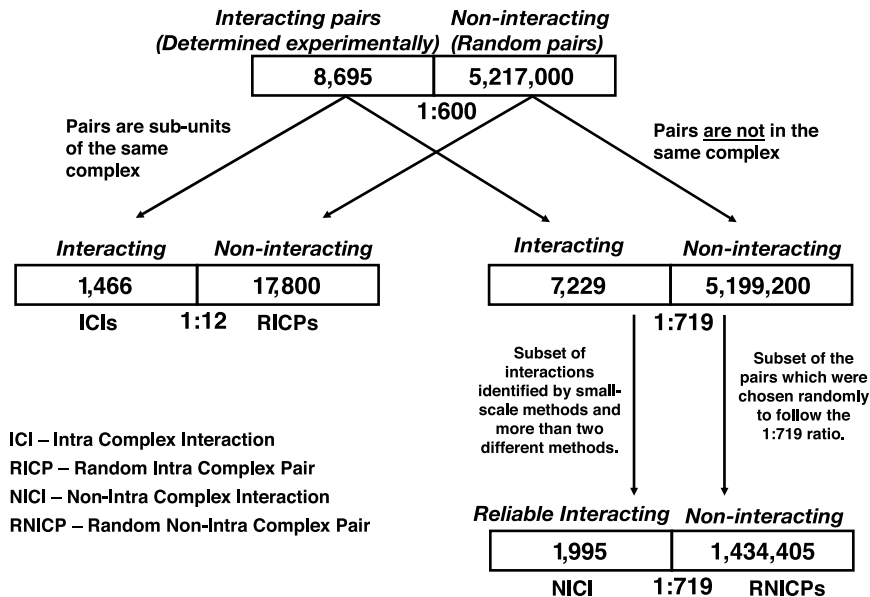 Interacting pairs
(Determined experimentally)
Non-interacting
(Random pairs)
8,695
5,217,000
1:600
Pairs are sub-units
of the same
complex
Pairs are not in the
same complex
Interacting
Non-interacting
1,466
17,800
ICIs
1:12
RICPs
Interacting
Non-interacting
7,229
5,199,200
1:719
Subset of
interactions
identified by small-
scale methods and
more than two
different methods.
Subset of the
pairs which were
chosen randomly
to follow the
1:719 ratio.
ICI – Intra Complex Interaction
RICP – Random Intra Complex Pair
NICI – Non-Intra Complex Interaction
RNICP – Random Non-Intra Complex Pair
Reliable Interacting
Non-interacting
1,995
1,434,405
NICI
1:719
RNICPs